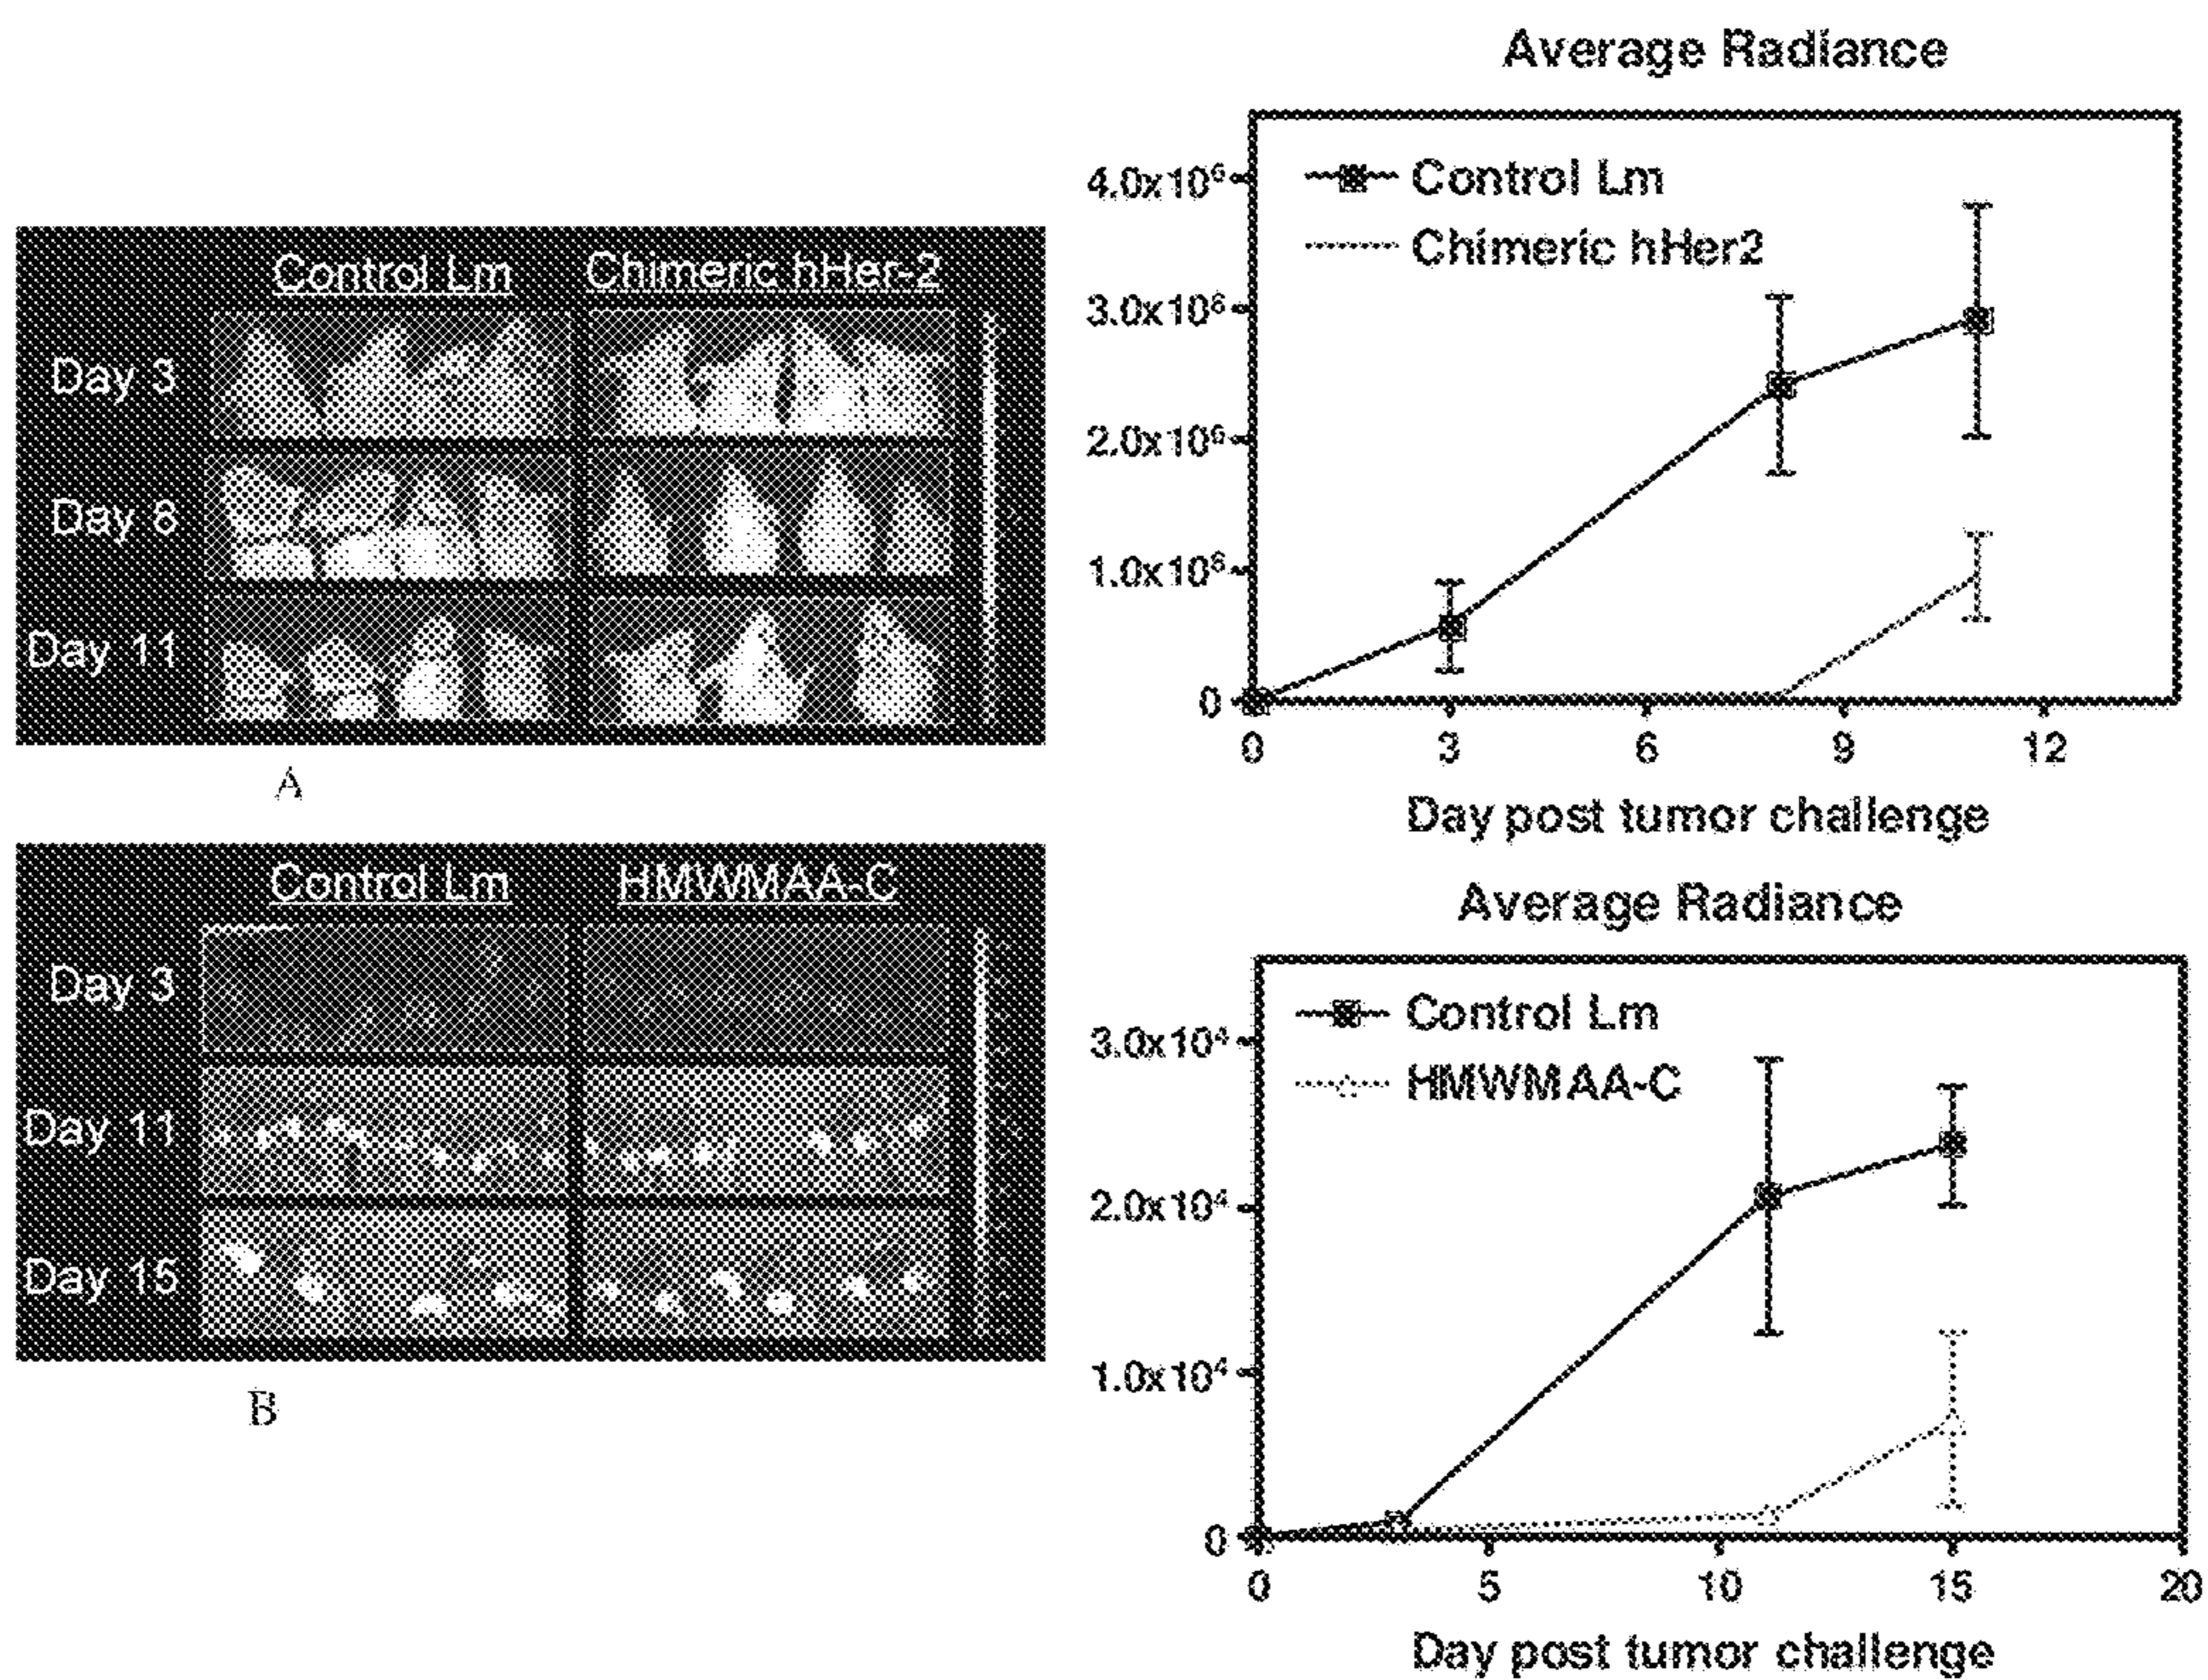 Control Lm Chimeric hHer-2
Day 3
Day 8
Day 11
A
Average Radiance
Control Lm
Chimeric hHer2
4.0x10⁶
3.0x10⁶
2.0x10⁶
1.0x10⁶
0
0 3 6 9 12
Day post tumor challenge
Control Lm HMWMAA-C
Day 3
Day 11
Day 15
B
Average Radiance
Control Lm
HMWMAA-C
3.0x10⁴
2.0x10⁴
1.0x10⁴
0
0 5 10 15 20
Day post tumor challenge